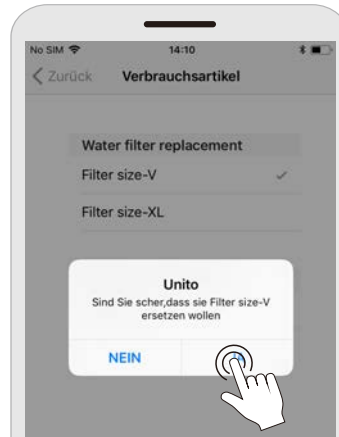 No SIM 14:10
Zurück Verbrauchsartikel
Water filter replacement
Filter size-V
Filter size-XL
Unito
Sind Sie scher,dass sie Filter size-V
ersetzen wollen
NEIN